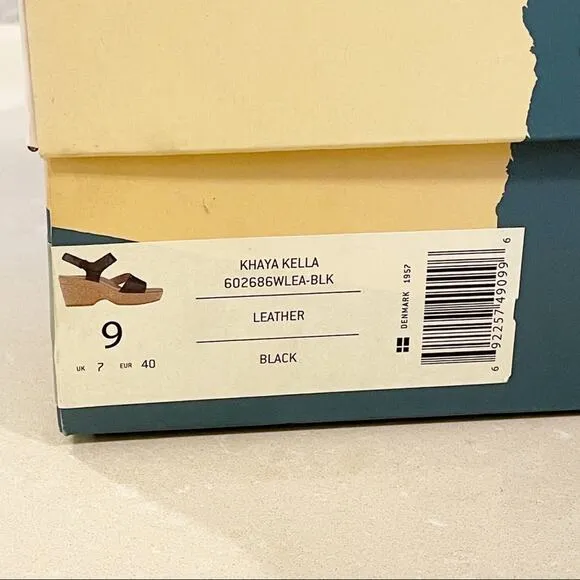 KHAYA KELLA
602686WLEA-BLK
LEATHER
BLACK
9
UK 7 EUR 40
DENMARK 1957
6 92257 49099 6